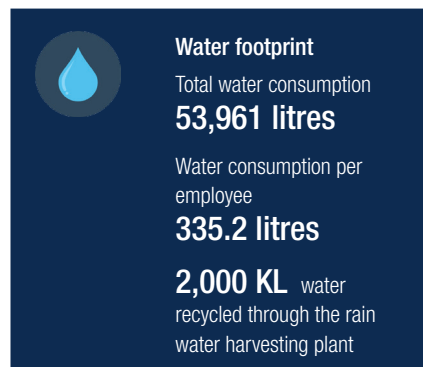 Water footprint
Total water consumption
53,961 litres
Water consumption per
employee
335.2 litres
2,000 KL water
recycled through the rain
water harvesting plant